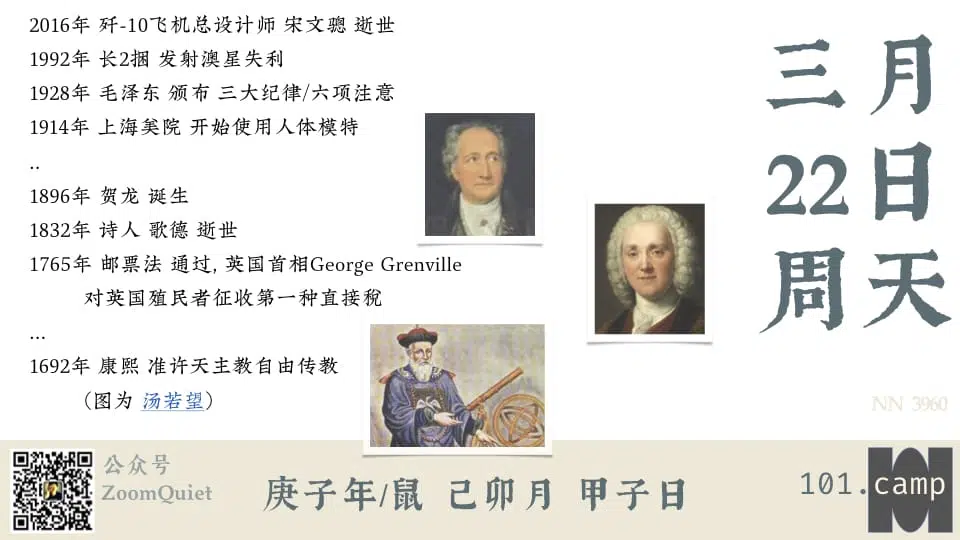 2016年 歼-10飞机总设计师 宋文骢 逝世
1992年 长2捆 发射澳星失利
1928年 毛泽东 颁布 三大纪律/六项注意
1914年 上海美院 开始使用人体模特
..
1896年 贺龙 诞生
1832年 诗人 歌德 逝世
1765年 邮票法 通过, 英国首相George Grenville
对英国殖民者征收第一种直接税
...
1692年 康熙 准许天主教自由传教
(图为 汤若望)
三月
22日
周天
NN 3960
公众号
ZoomQuiet
庚子年/鼠 己卯月 甲子日
101.camp